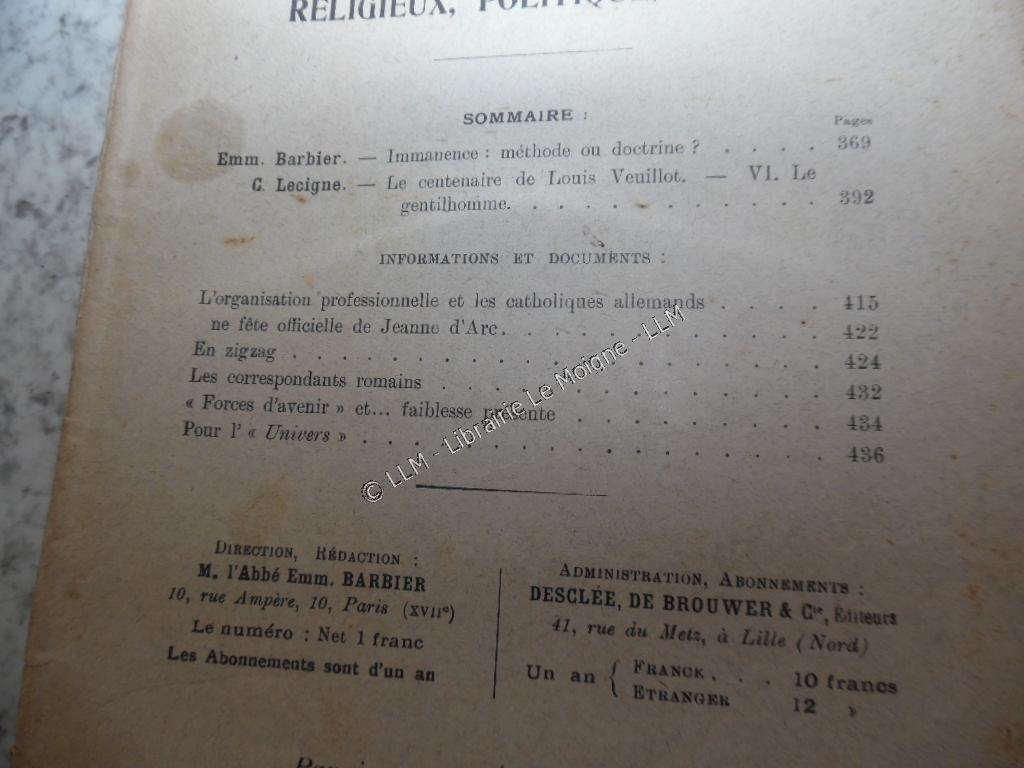 RELIGIEUX, POLITIQUE,
SOMMAIRE :
Pages
Emm. Barbier. — Immanence : méthode ou doctrine ? . . . . 369
C. Lecigne. — Le centenaire de Louis Veuillot. — VI. Le
gentilhomme. . . . . . . . . . . . . . 392
INFORMATIONS ET DOCUMENTS :
L'organisation professionnelle et les catholiques allemands . . . . 415
ne fête officielle de Jeanne d'Arc. . . . . . . . . . . . 422
En zigzag . . . . . . . . . . . . . . . . . . 424
Les correspondants romains . . . . . . . . . . . . . 432
« Forces d'avenir » et... faiblesse présente . . . . . . . . . 434
Pour l' « Univers » . . . . . . . . . . . . . . . . 436
© LLM - Librairie Le Moigne - LLM
DIRECTION, RÉDACTION :
M. l'Abbé Emm. BARBIER
10, rue Ampère, 10, Paris (XVIIe)
Le numéro : Net 1 franc
Les Abonnements sont d'un an
ADMINISTRATION, ABONNEMENTS :
DESCLÉE, DE BROUWER & Cie, Éditeurs
41, rue du Metz, à Lille (Nord)
Un an { FRANCK . . . 10 francs
ETRANGER 12 »